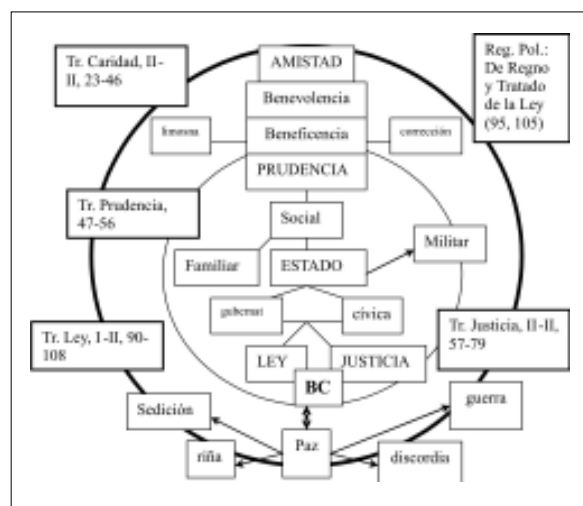 Tr. Caridad, II-
II, 23-46
AMISTAD
Reg. Pol.:
De Regno
y Tratado
de la Ley
(95, 105)
Benevolencia
limosna
Beneficencia
corrección
PRUDENCIA
Tr. Prudencia,
47-56
Social
Militar
Familiar
ESTADO
gubernat
cívica
Tr. Ley, I-II, 90-
108
Tr. Justicia, II-II,
57-79
LEY
JUSTICIA
BC
Sedición
guerra
Paz
riña
discordia